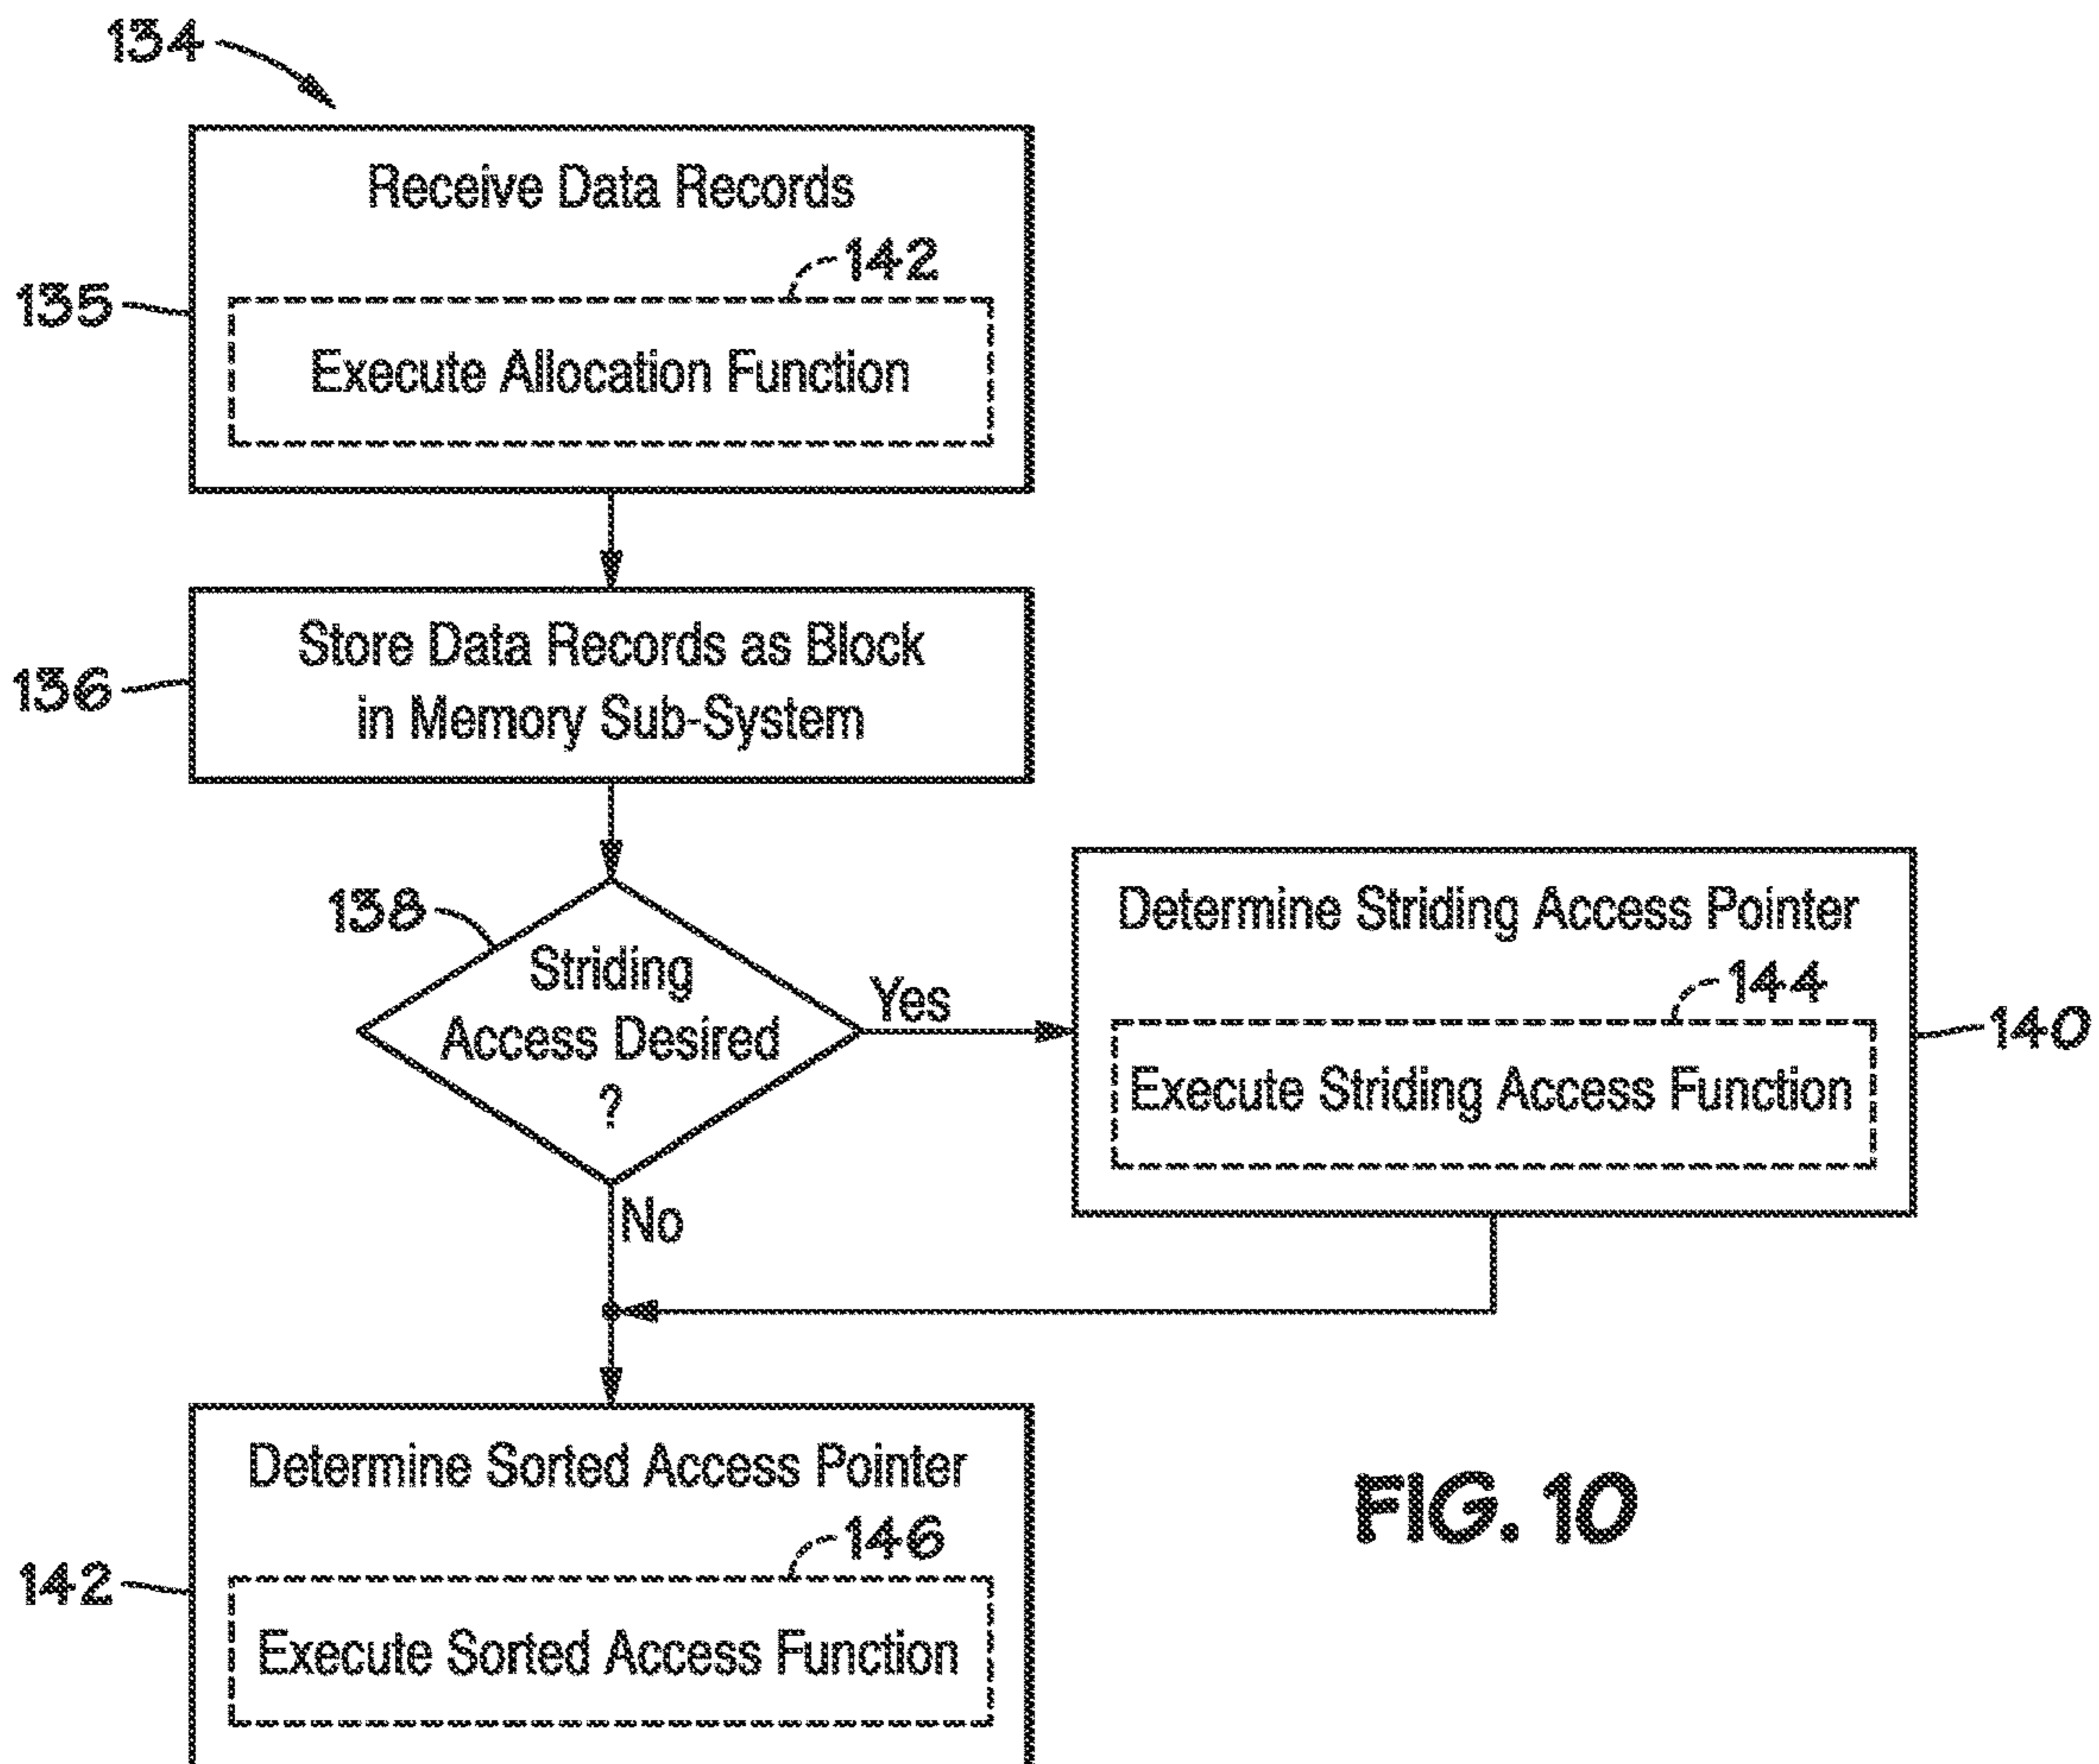 134
Receive Data Records
142
135
Execute Allocation Function
Store Data Records as Block
in Memory Sub-System
136
138
Striding
Access Desired
?
Yes
No
Determine Striding Access Pointer
144
Execute Striding Access Function
140
Determine Sorted Access Pointer
146
142
Execute Sorted Access Function
FIG. 10